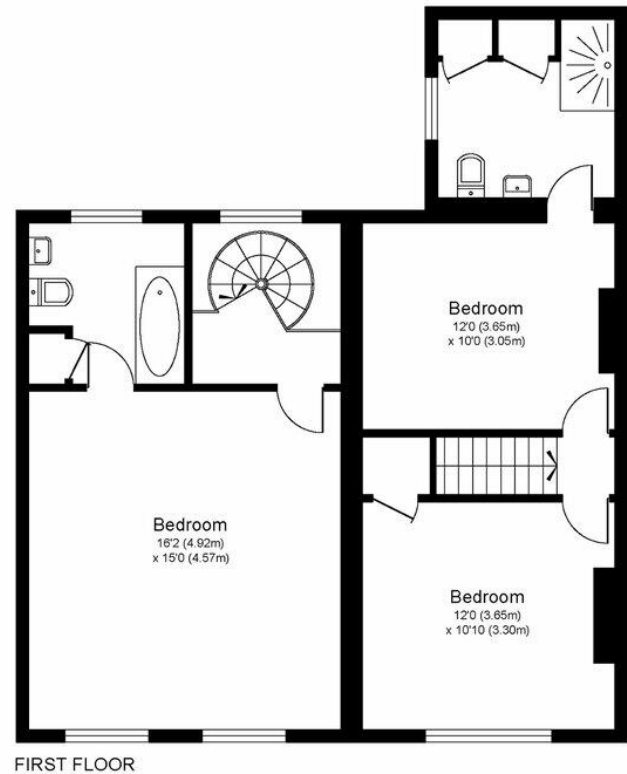 Bedroom
12'0 (3.65m)
x 10'0 (3.05m)
Bedroom
16'2 (4.92m)
x 15'0 (4.57m)
Bedroom
12'0 (3.65m)
x 10'10 (3.30m)
FIRST FLOOR